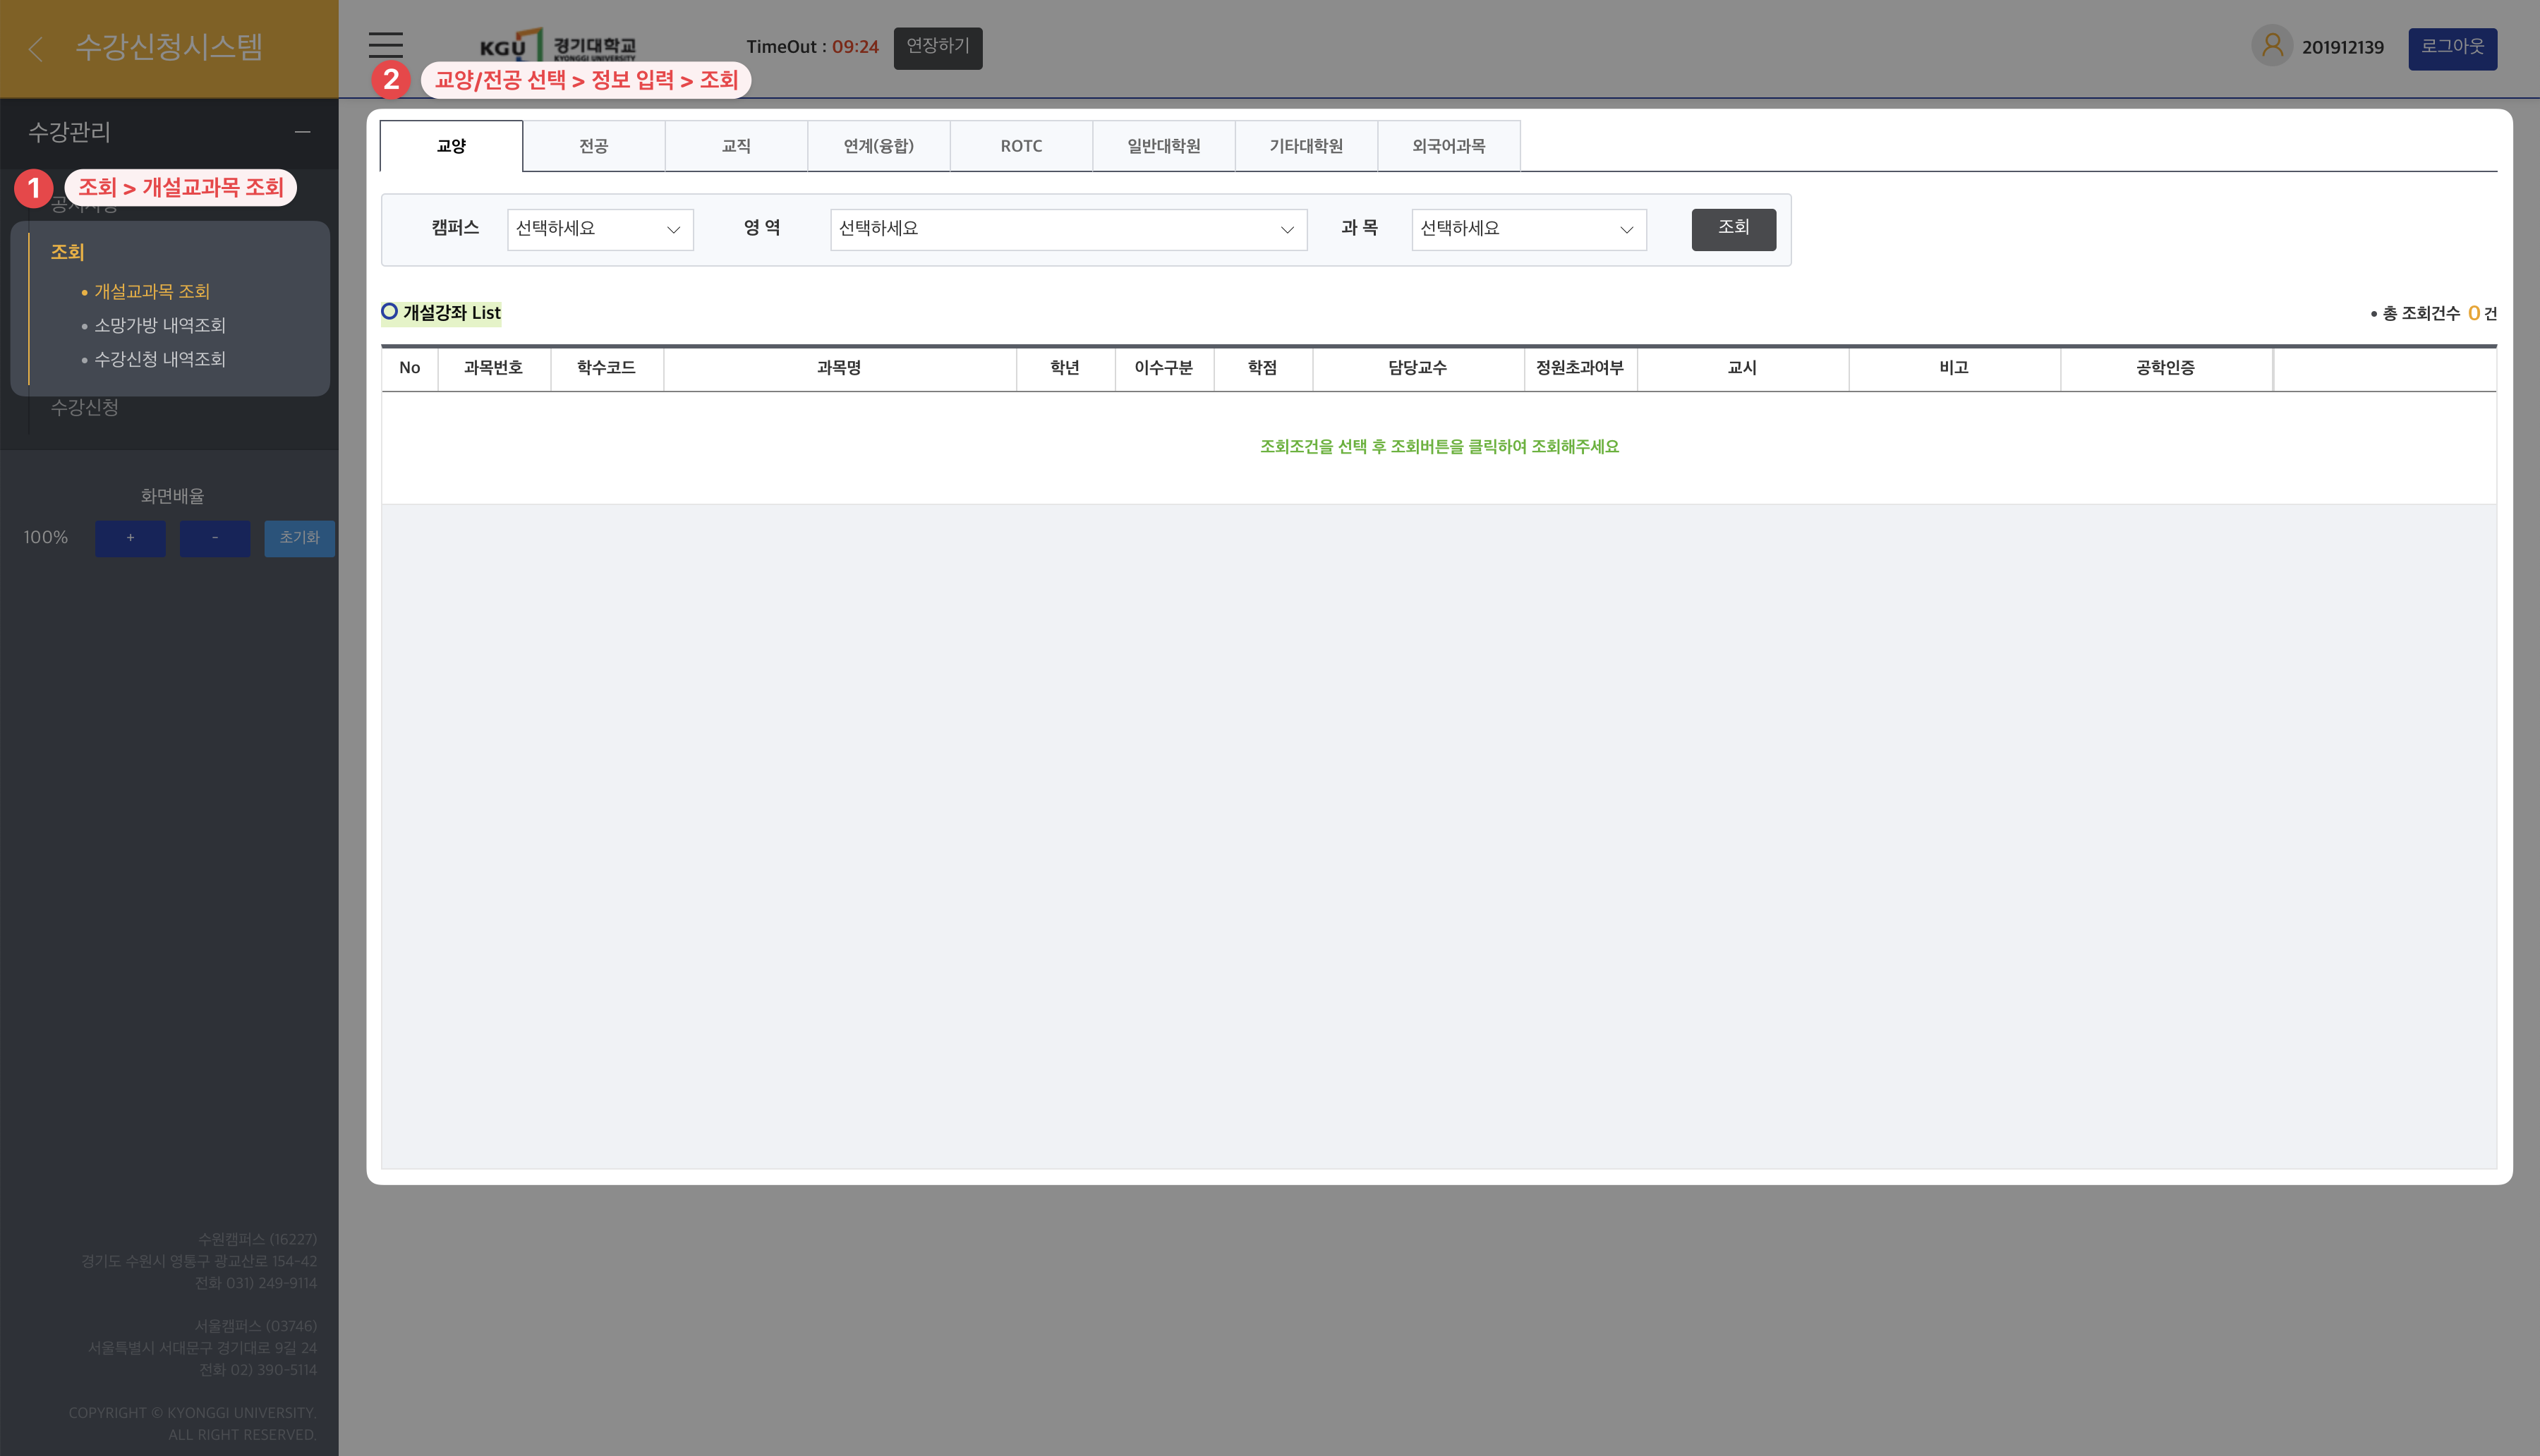 수강신청시스템
KGU 경기대학교
KYONGGI UNIVERSITY
TimeOut : 09:24 연장하기
201912139 로그아웃
2 교양/전공 선택 > 정보 입력 > 조회
수강관리
1 조회 > 개설교과목 조회
공지사항
조회
개설교과목 조회
소망가방 내역조회
수강신청 내역조회
수강신청
화면배율
100% + - 초기화
수원캠퍼스 (16227)
경기도 수원시 영통구 광교산로 154-42
전화 031) 249-9114
서울캠퍼스 (03746)
서울특별시 서대문구 경기대로 9길 24
전화 02) 390-5114
COPYRIGHT © KYONGGI UNIVERSITY.
ALL RIGHT RESERVED.
교양 전공 교직 연계(융합) ROTC 일반대학원 기타대학원 외국어과목
캠퍼스 선택하세요 영 역 선택하세요 과 목 선택하세요 조회
개설강좌 List
• 총 조회건수 0 건
No 과목번호 학수코드 과목명 학년 이수구분 학점 담당교수 정원초과여부 교시 비고 공학인증
조회조건을 선택 후 조회버튼을 클릭하여 조회해주세요